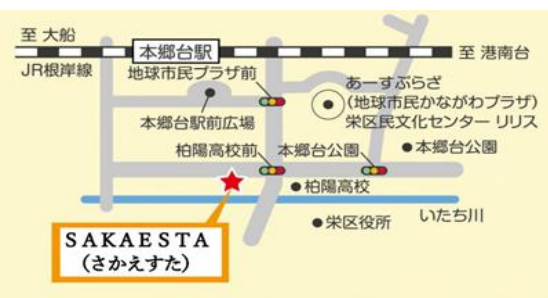 至 大船
本郷台駅
至 港南台
JR根岸線
地球市民プラザ前
あーすぷらざ
(地球市民かながわプラザ)
栄区民文化センター リリス
本郷台駅前広場
柏陽高校前
本郷台公園
本郷台公園
柏陽高校
いたち川
栄区役所
SAKAESTA
(さかえすた)